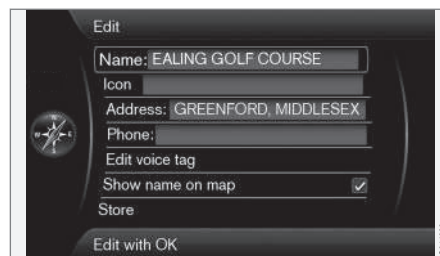 Edit
Name: EALING GOLF COURSE
Icon
Address: GREENFORD, MIDDLESEX
Phone:
Edit voice tag
Show name on map
Store
Edit with OK